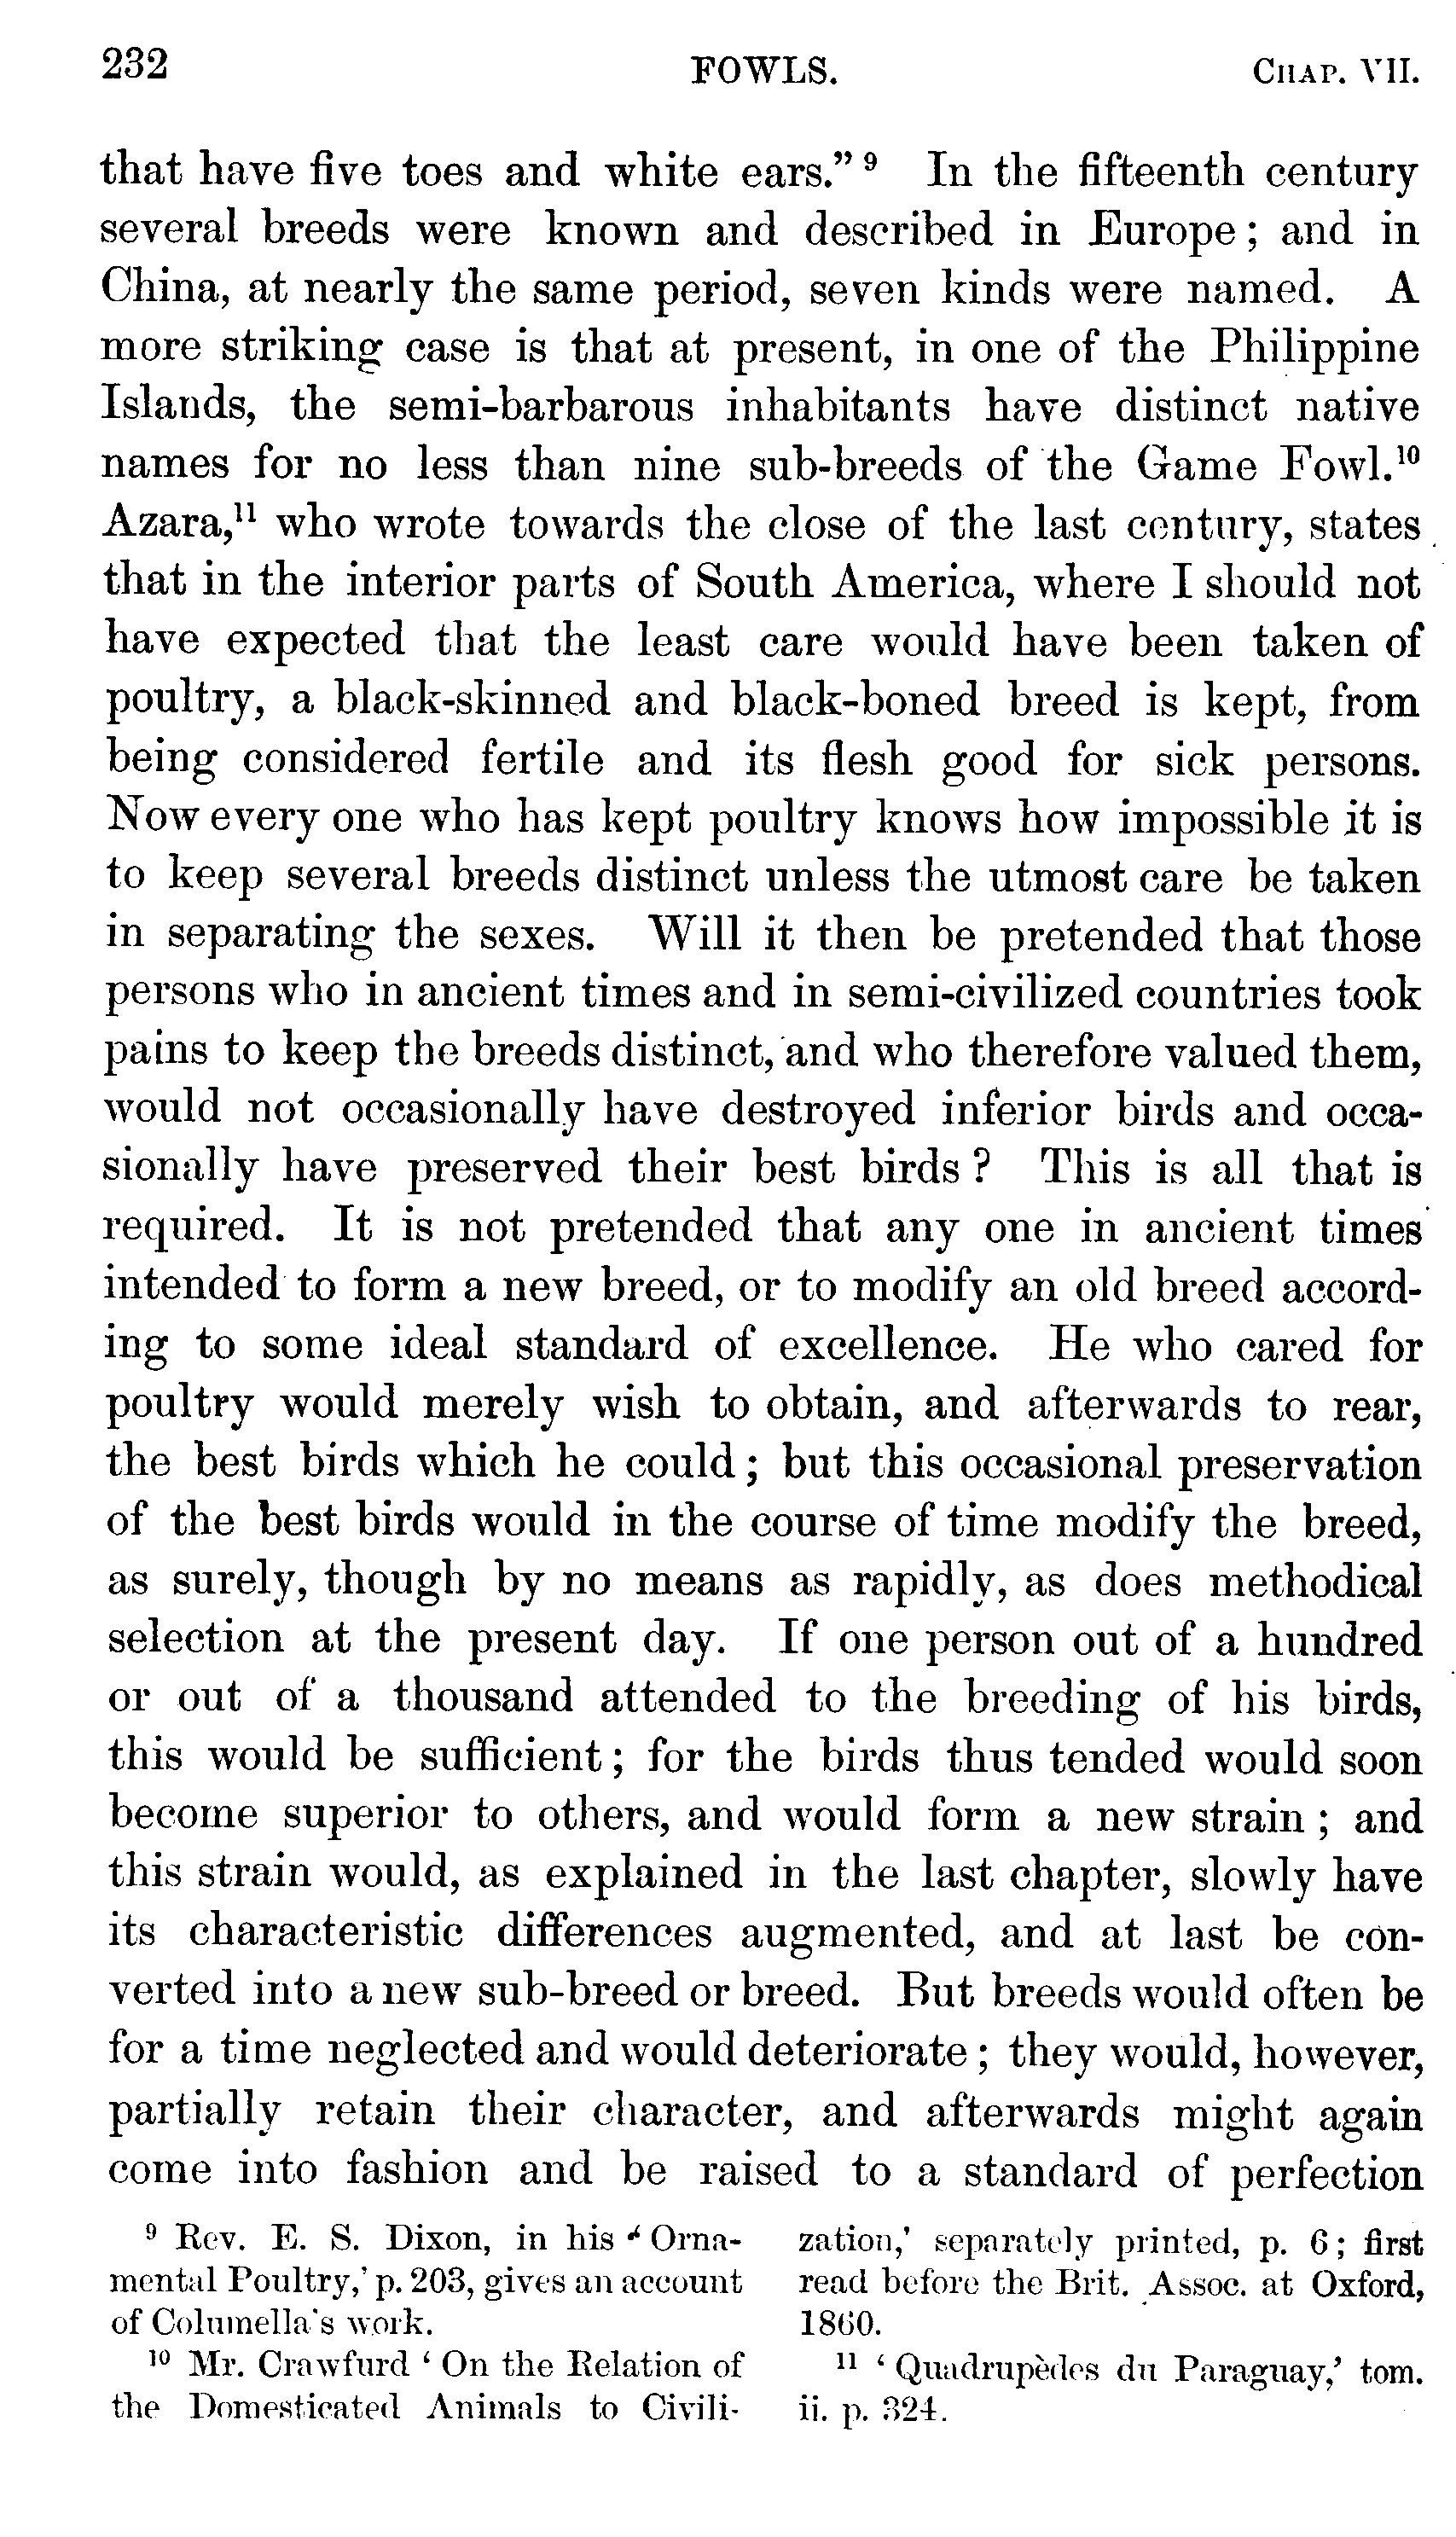 232 FOWLS. CHAP. VII.
that have five toes and white ears.” ⁹ In the fifteenth century
several breeds were known and described in Europe ; and in
China, at nearly the same period, seven kinds were named. A
more striking case is that at present, in one of the Philippine
Islands, the semi-barbarous inhabitants have distinct native
names for no less than nine sub-breeds of the Game Fowl.¹⁰
Azara,¹¹ who wrote towards the close of the last century, states
that in the interior parts of South America, where I should not
have expected that the least care would have been taken of
poultry, a black-skinned and black-boned breed is kept, from
being considered fertile and its flesh good for sick persons.
Now every one who has kept poultry knows how impossible it is
to keep several breeds distinct unless the utmost care be taken
in separating the sexes. Will it then be pretended that those
persons who in ancient times and in semi-civilized countries took
pains to keep the breeds distinct, and who therefore valued them,
would not occasionally have destroyed inferior birds and occa-
sionally have preserved their best birds ? This is all that is
required. It is not pretended that any one in ancient times
intended to form a new breed, or to modify an old breed accord-
ing to some ideal standard of excellence. He who cared for
poultry would merely wish to obtain, and afterwards to rear,
the best birds which he could ; but this occasional preservation
of the best birds would in the course of time modify the breed,
as surely, though by no means as rapidly, as does methodical
selection at the present day. If one person out of a hundred
or out of a thousand attended to the breeding of his birds,
this would be sufficient ; for the birds thus tended would soon
become superior to others, and would form a new strain ; and
this strain would, as explained in the last chapter, slowly have
its characteristic differences augmented, and at last be con-
verted into a new sub-breed or breed. But breeds would often be
for a time neglected and would deteriorate ; they would, however,
partially retain their character, and afterwards might again
come into fashion and be raised to a standard of perfection
⁹ Rev. E. S. Dixon, in his ‘ Orna-
mental Poultry,’ p. 203, gives an account
of Columella’s work.
¹⁰ Mr. Crawfurd ‘ On the Relation of
the Domesticated Animals to Civili-
zation,’ separately printed, p. 6 ; first
read before the Brit. Assoc. at Oxford,
1860.
¹¹ ‘ Quadrupèdes du Paraguay,’ tom.
ii. p. 324.